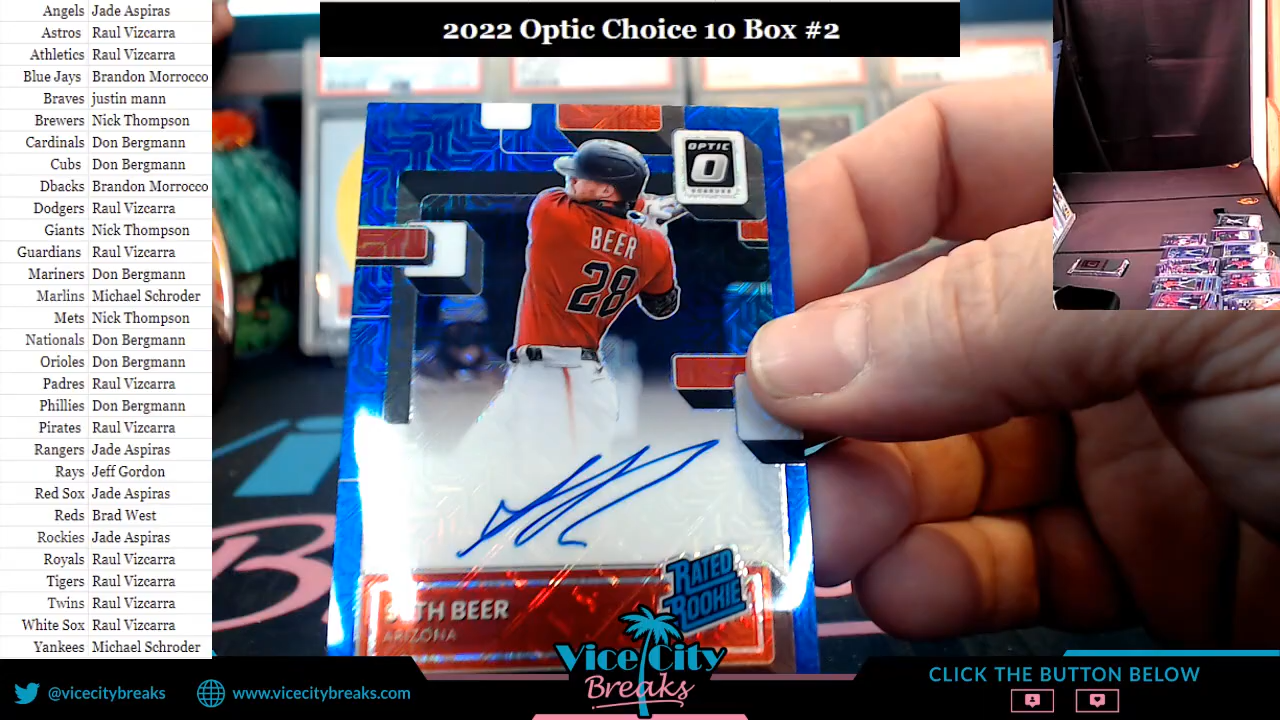 2022 Optic Choice 10 Box #2
Angels Jade Aspiras
Astros Raul Vizcarra
Athletics Raul Vizcarra
Blue Jays Brandon Morrocco
Braves justin mann
Brewers Nick Thompson
Cardinals Don Bergmann
Cubs Don Bergmann
Dbacks Brandon Morrocco
Dodgers Raul Vizcarra
Giants Nick Thompson
Guardians Raul Vizcarra
Mariners Don Bergmann
Marlins Michael Schroder
Mets Nick Thompson
Nationals Don Bergmann
Orioles Don Bergmann
Padres Raul Vizcarra
Phillies Don Bergmann
Pirates Raul Vizcarra
Rangers Jade Aspiras
Rays Jeff Gordon
Red Sox Jade Aspiras
Reds Brad West
Rockies Jade Aspiras
Royals Raul Vizcarra
Tigers Raul Vizcarra
Twins Raul Vizcarra
White Sox Raul Vizcarra
Yankees Michael Schroder
OPTIC
BEER
28
RATED
ROOKIE
SETH BEER
ARIZONA
Vice City
Breaks
@vicecitybreaks
www.vicecitybreaks.com
CLICK THE BUTTON BELOW